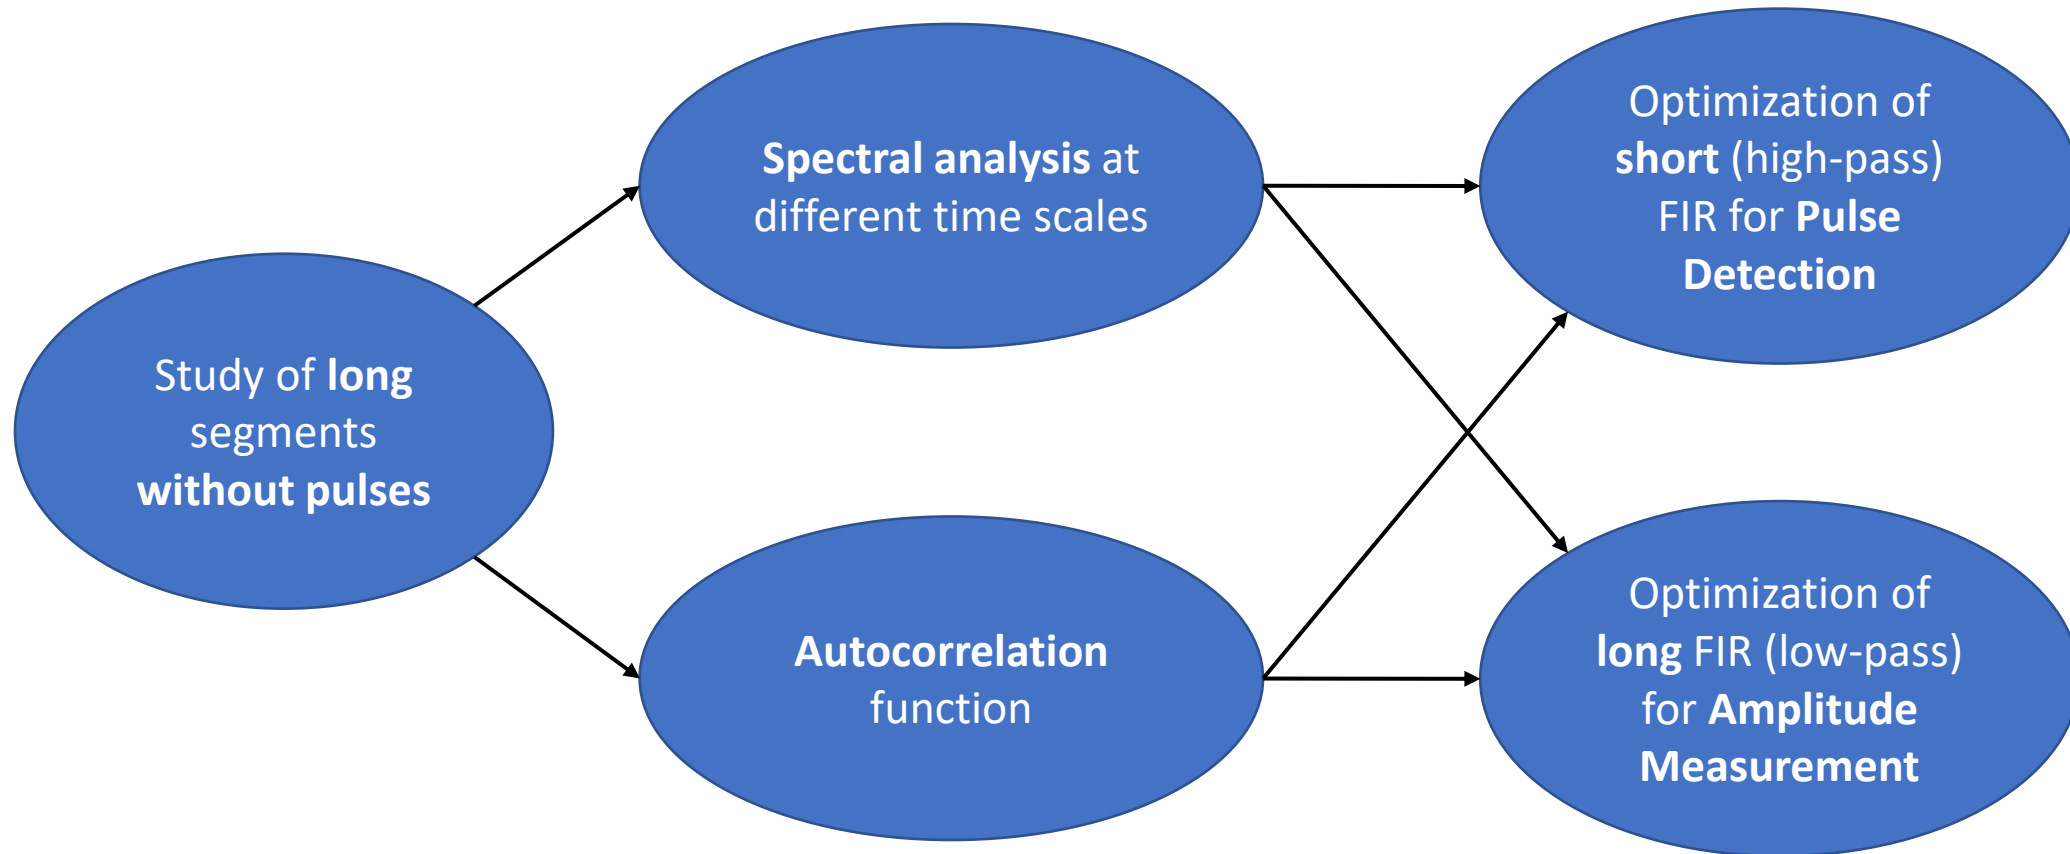 Study of long
segments
without pulses
Spectral analysis at
different time scales
Autocorrelation
function
Optimization of
short (high-pass)
FIR for Pulse
Detection
Optimization of
long FIR (low-pass)
for Amplitude
Measurement